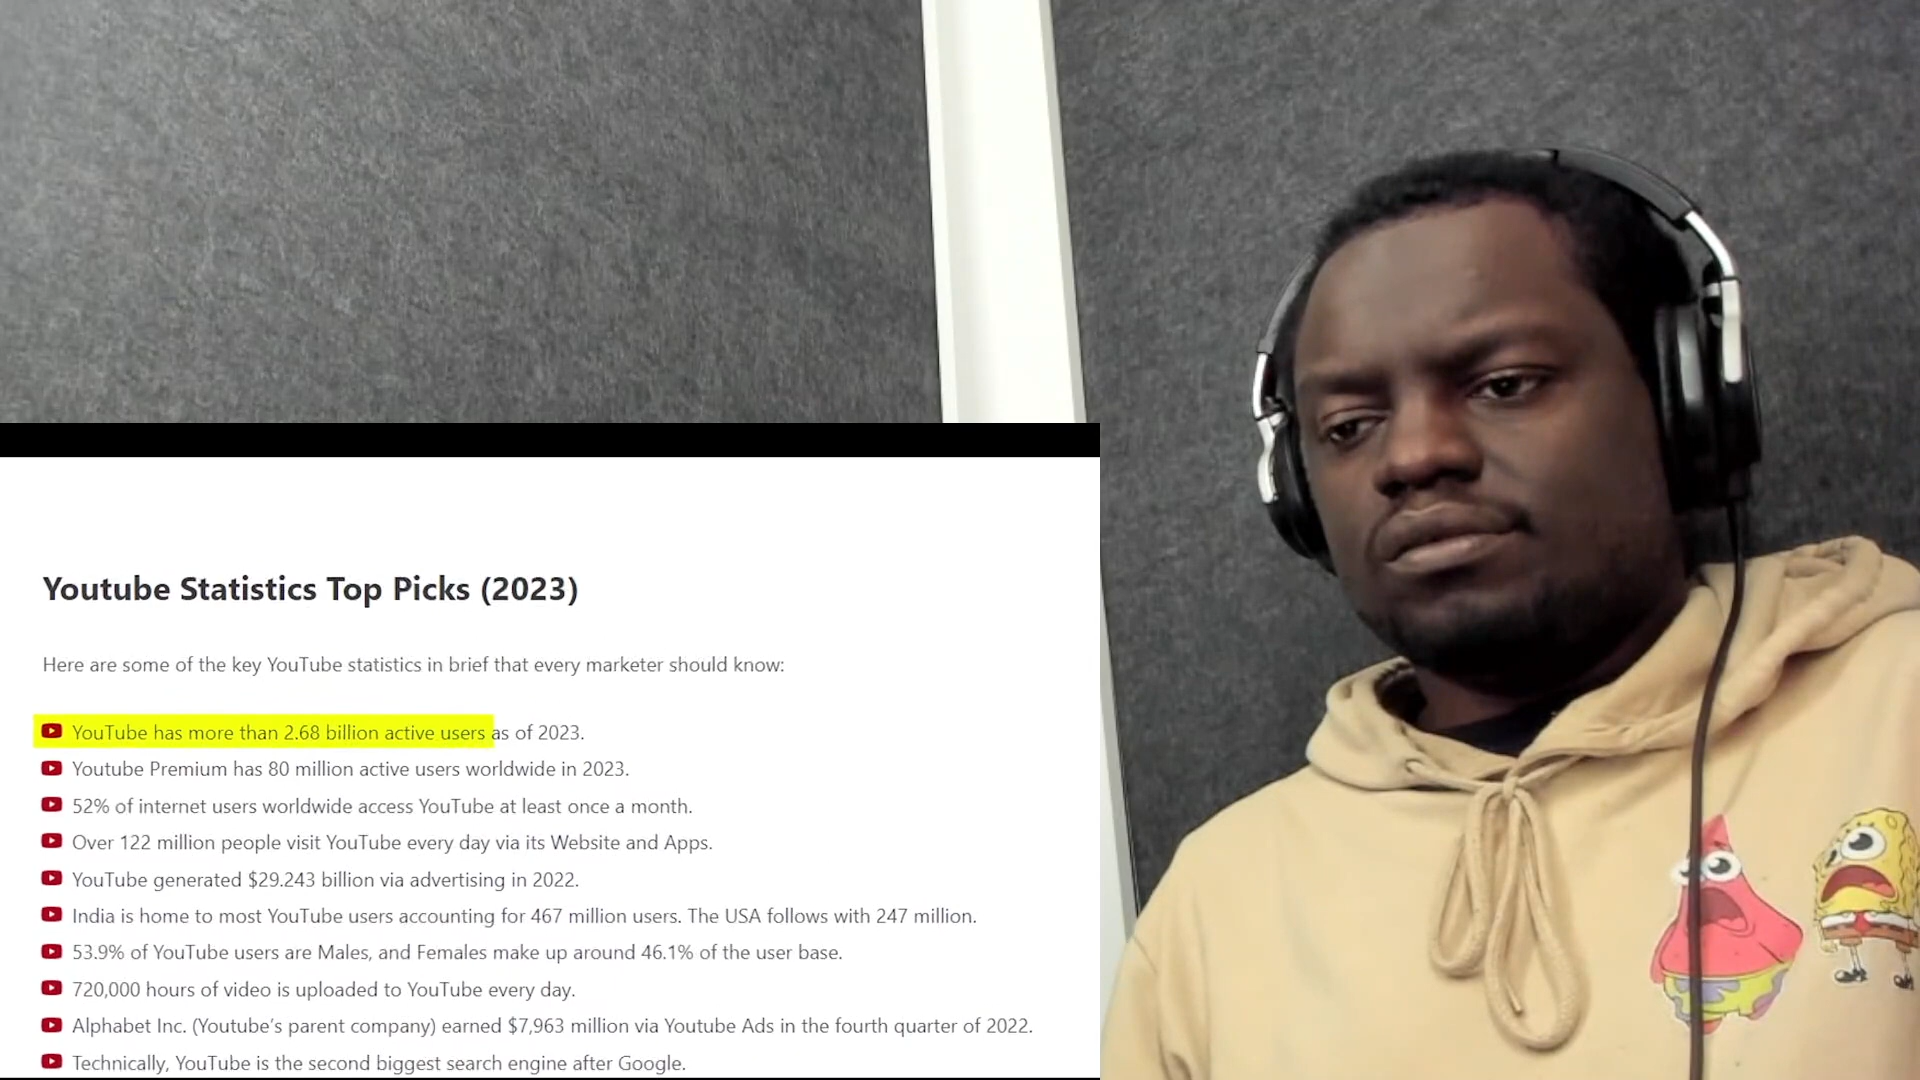 Youtube Statistics Top Picks (2023)
Here are some of the key YouTube statistics in brief that every marketer should know:
YouTube has more than 2.68 billion active users as of 2023.
Youtube Premium has 80 million active users worldwide in 2023.
52% of internet users worldwide access YouTube at least once a month.
Over 122 million people visit YouTube every day via its Website and Apps.
YouTube generated $29.243 billion via advertising in 2022.
India is home to most YouTube users accounting for 467 million users. The USA follows with 247 million.
53.9% of YouTube users are Males, and Females make up around 46.1% of the user base.
720,000 hours of video is uploaded to YouTube every day.
Alphabet Inc. (Youtube’s parent company) earned $7,963 million via Youtube Ads in the fourth quarter of 2022.
Technically, YouTube is the second biggest search engine after Google.